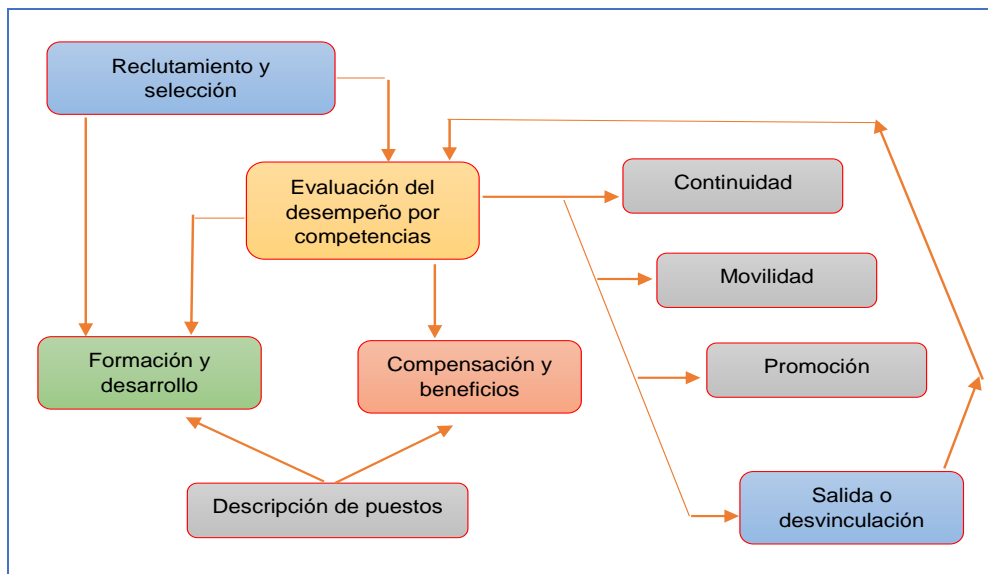 Reclutamiento y
selección
Evaluación del
desempeño por
competencias
Continuidad
Movilidad
Formación y
desarrollo
Compensación y
beneficios
Promoción
Descripción de puestos
Salida o
desvinculación